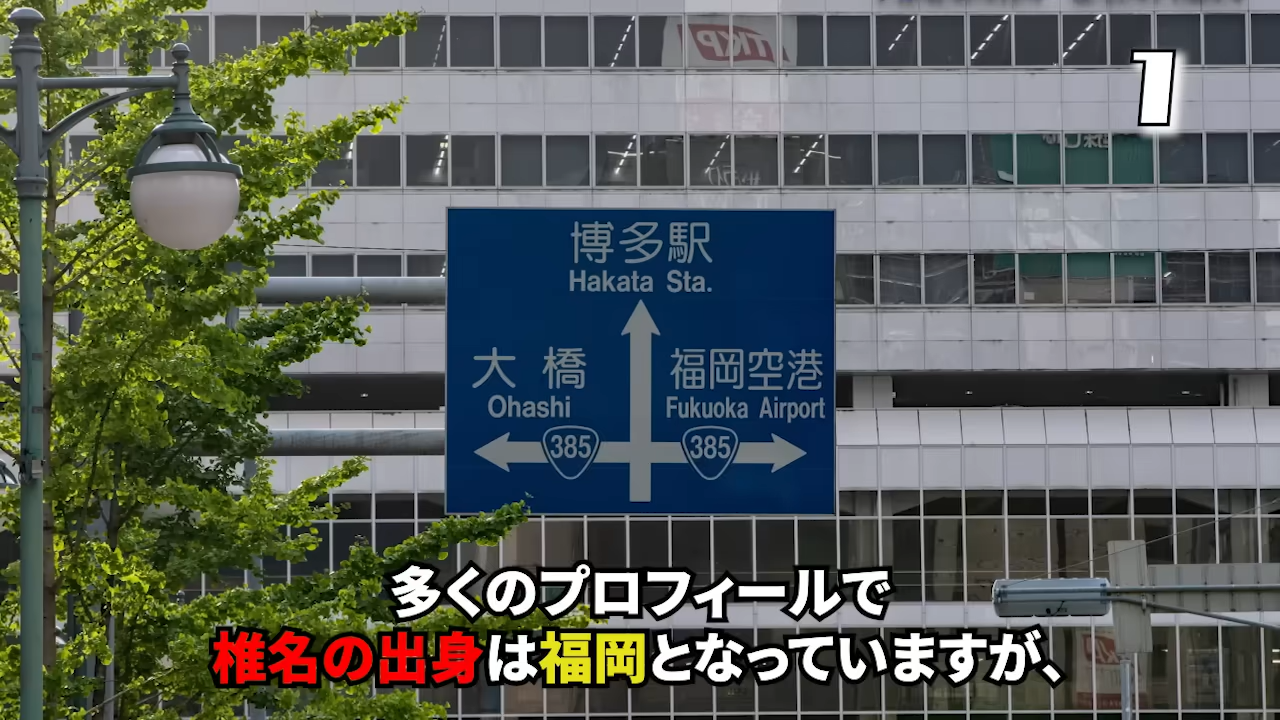 1
TKP
博多駅
Hakata Sta.
大橋
Ohashi
福岡空港
Fukuoka Airport
385
385
多くのプロフィールで
椎名の出身は福岡となっていますが、
TKP